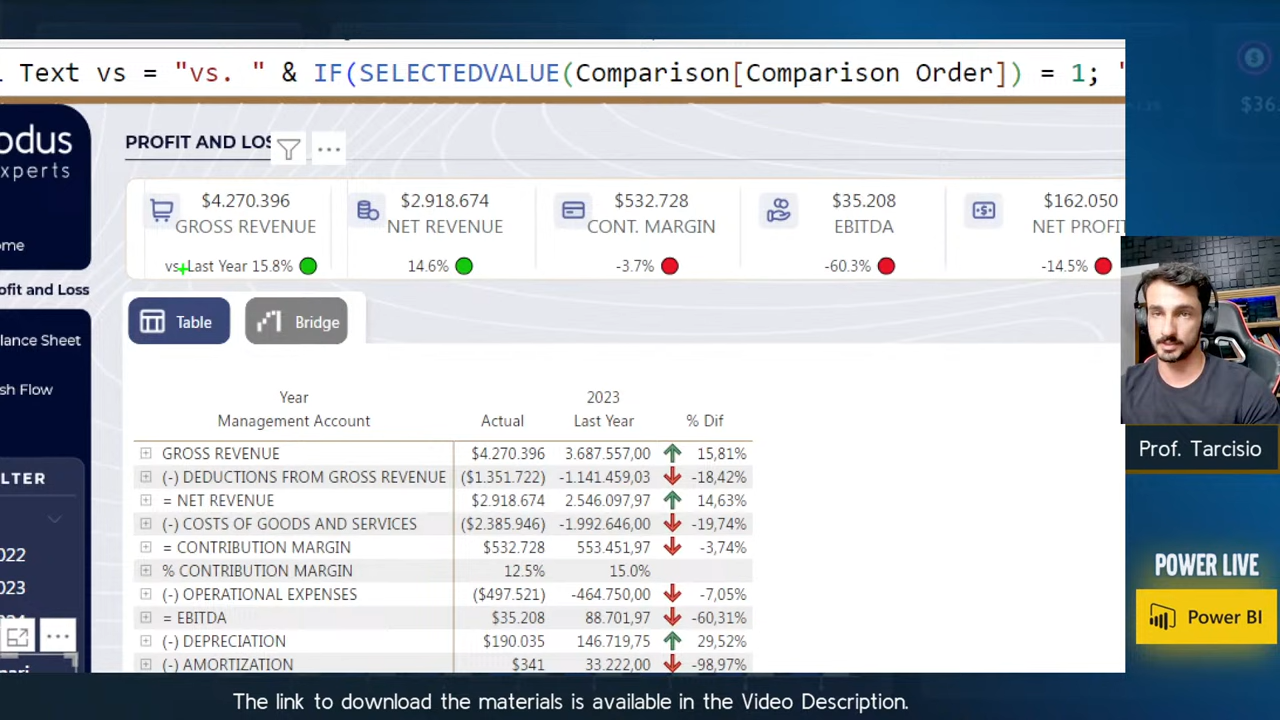 Text vs = "vs. " & IF(SELECTEDVALUE(Comparison[Comparison Order]) = 1; "
odus
xperts
ome
ofit and Loss
lance Sheet
sh Flow
LTER
022
023
PROFIT AND LOS
$4.270.396
GROSS REVENUE
vs. Last Year 15.8%
$2.918.674
NET REVENUE
14.6%
$532.728
CONT. MARGIN
-3.7%
$35.208
EBITDA
-60.3%
$162.050
NET PROFIT
-14.5%
Table
Bridge
Year 2023
Management Account Actual Last Year % Dif
GROSS REVENUE $4.270.396 3.687.557,00 15,81%
(-) DEDUCTIONS FROM GROSS REVENUE ($1.351.722) -1.141.459,03 -18,42%
= NET REVENUE $2.918.674 2.546.097,97 14,63%
(-) COSTS OF GOODS AND SERVICES ($2.385.946) -1.992.646,00 -19,74%
= CONTRIBUTION MARGIN $532.728 553.451,97 -3,74%
% CONTRIBUTION MARGIN 12.5% 15.0%
(-) OPERATIONAL EXPENSES ($497.521) -464.750,00 -7,05%
= EBITDA $35.208 88.701,97 -60,31%
(-) DEPRECIATION $190.035 146.719,75 29,52%
(-) AMORTIZATION $341 33.222,00 -98,97%
$36.
Prof. Tarcisio
POWER LIVE
Power BI
The link to download the materials is available in the Video Description.